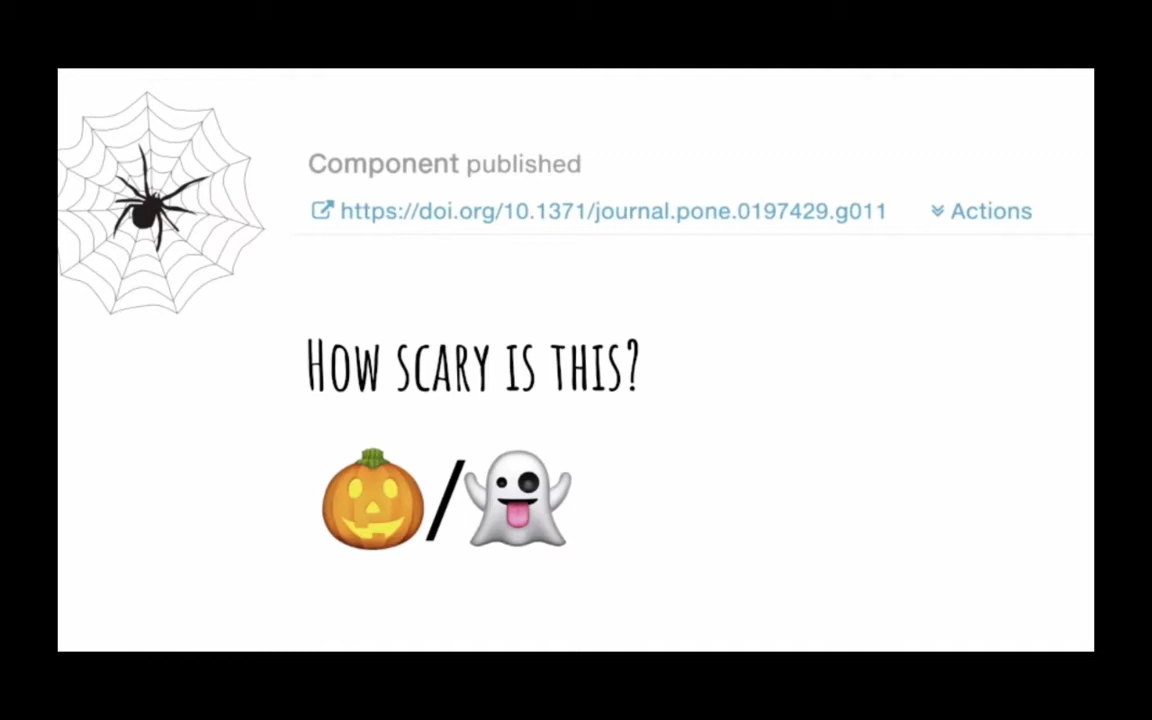 Component published
https://doi.org/10.1371/journal.pone.0197429.g011
Actions
How scary is this?
/